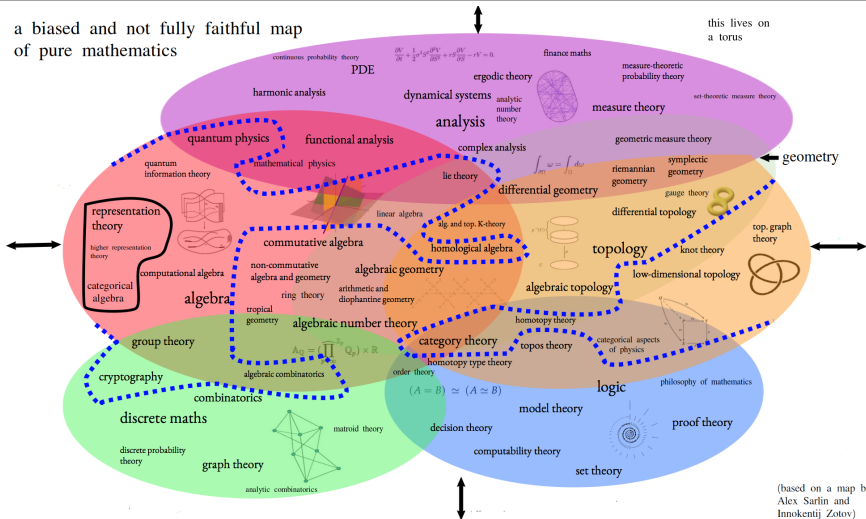 a biased and not fully faithful map
of pure mathematics
this lives on
a torus
continuous probability theory
finance maths
PDE
measure-theoretic
probability theory
ergodic theory
harmonic analysis
dynamical systems
analytic
number
theory
set-theoretic measure theory
measure theory
analysis
quantum physics
functional analysis
complex analysis
geometric measure theory
geometry
quantum
information theory
mathematical physics
∫∂Ω ω = ∫Ω dω
riemannian
geometry
symplectic
geometry
lie theory
differential geometry
gauge theory
representation
theory
linear algebra
differential topology
alg. and top. K-theory
top. graph
theory
higher representation
theory
commutative algebra
homological algebra
topology
knot theory
categorical
algebra
computational algebra
non-commutative
algebra and geometry
algebraic geometry
low-dimensional topology
algebra
ring theory
arithmetic and
diophantine geometry
algebraic topology
tropical
geometry
algebraic number theory
homotopy theory
group theory
category theory
topos theory
categorical aspects
of physics
homotopy type theory
cryptography
algebraic combinatorics
order theory
logic
philosophy of mathematics
combinatorics
(A = B) ≃ (A ≃ B)
discrete maths
model theory
matroid theory
decision theory
proof theory
discrete probability
theory
graph theory
computability theory
set theory
analytic combinatorics
(based on a map b
Alex Sarlin and
Innokentij Zotov)